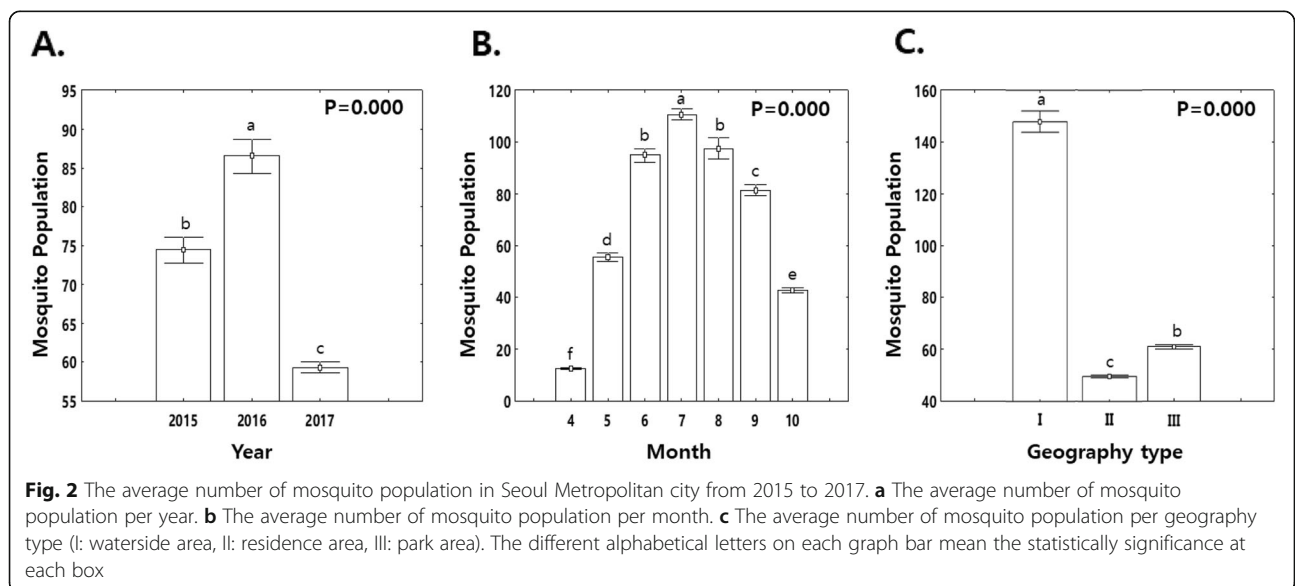 A.
P=0.000
95
90
85
80
75
70
65
60
55
b
a
c
2015 2016 2017
Mosquito Population
Year
B.
P=0.000
120
100
80
60
40
20
0
f
d
b
a
b
c
e
4 5 6 7 8 9 10
Mosquito Population
Month
C.
P=0.000
160
140
120
100
80
60
40
a
c
b
I II III
Mosquito Population
Geography type
Fig. 2 The average number of mosquito population in Seoul Metropolitan city from 2015 to 2017. a The average number of mosquito
population per year. b The average number of mosquito population per month. c The average number of mosquito population per geography
type (I: waterside area, II: residence area, III: park area). The different alphabetical letters on each graph bar mean the statistically significance at
each box